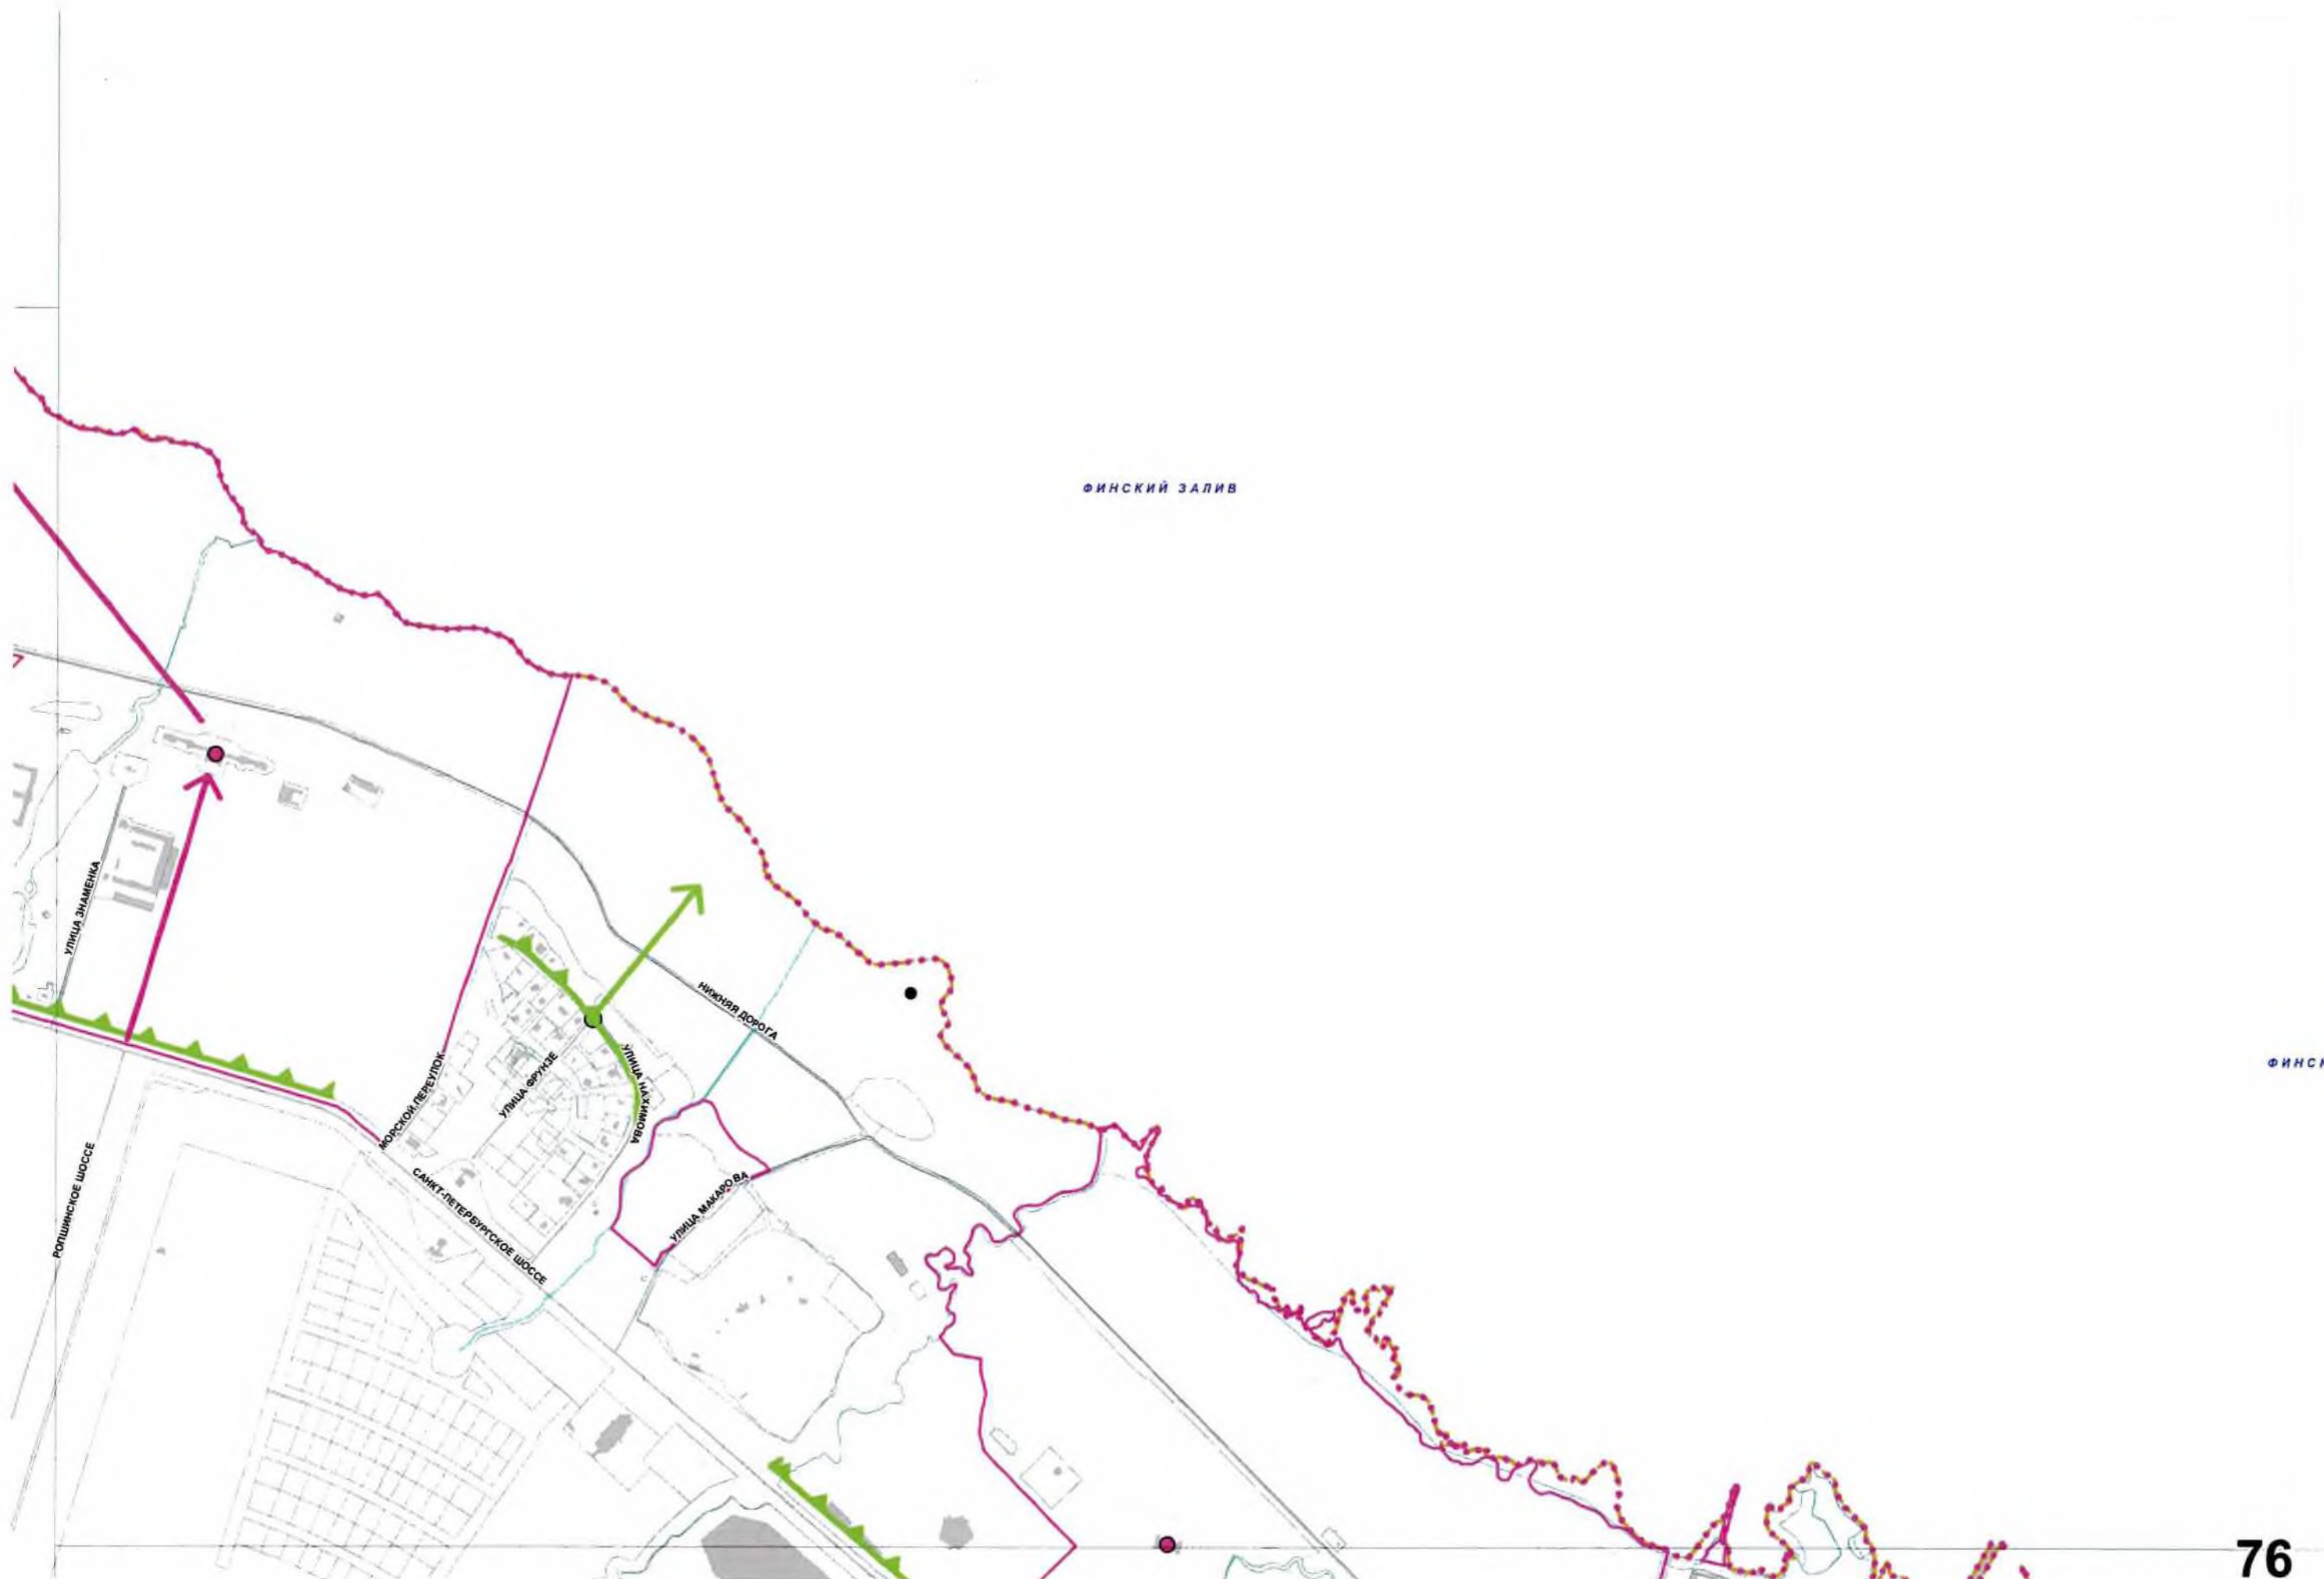 ФИНСКИЙ ЗАЛИВ
УЛИЦА ЗНАМЕНКА
НИЖНЯЯ ДОРОГА
УЛИЦА НАХИМОВА
УЛИЦА ФРУНЗЕ
МОРСКОЙ ПЕРЕУЛОК
ФИНСК
РОПШИНСКОЕ ШОССЕ
САНКТ-ПЕТЕРБУРГСКОЕ ШОССЕ
УЛИЦА МАКАРОВА
76